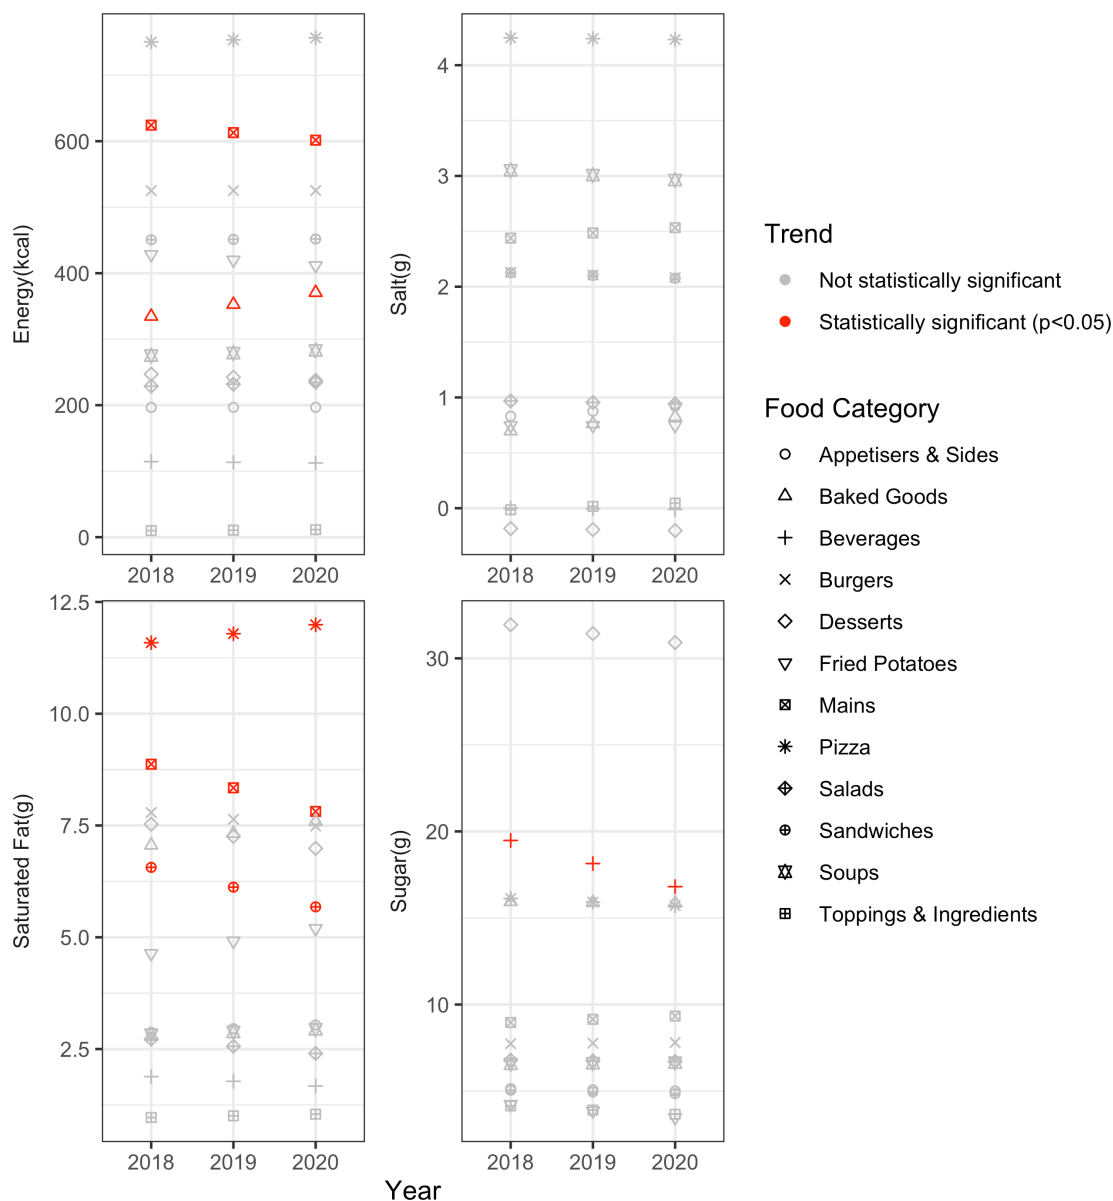 Energy(kcal)
600
400
200
0
2018 2019 2020
Salt(g)
4
3
2
1
0
2018 2019 2020
Saturated Fat(g)
12.5
10.0
7.5
5.0
2.5
2018 2019 2020
Sugar(g)
30
20
10
2018 2019 2020
Year
Trend
Not statistically significant
Statistically significant (p<0.05)
Food Category
Appetisers & Sides
Baked Goods
Beverages
Burgers
Desserts
Fried Potatoes
Mains
Pizza
Salads
Sandwiches
Soups
Toppings & Ingredients